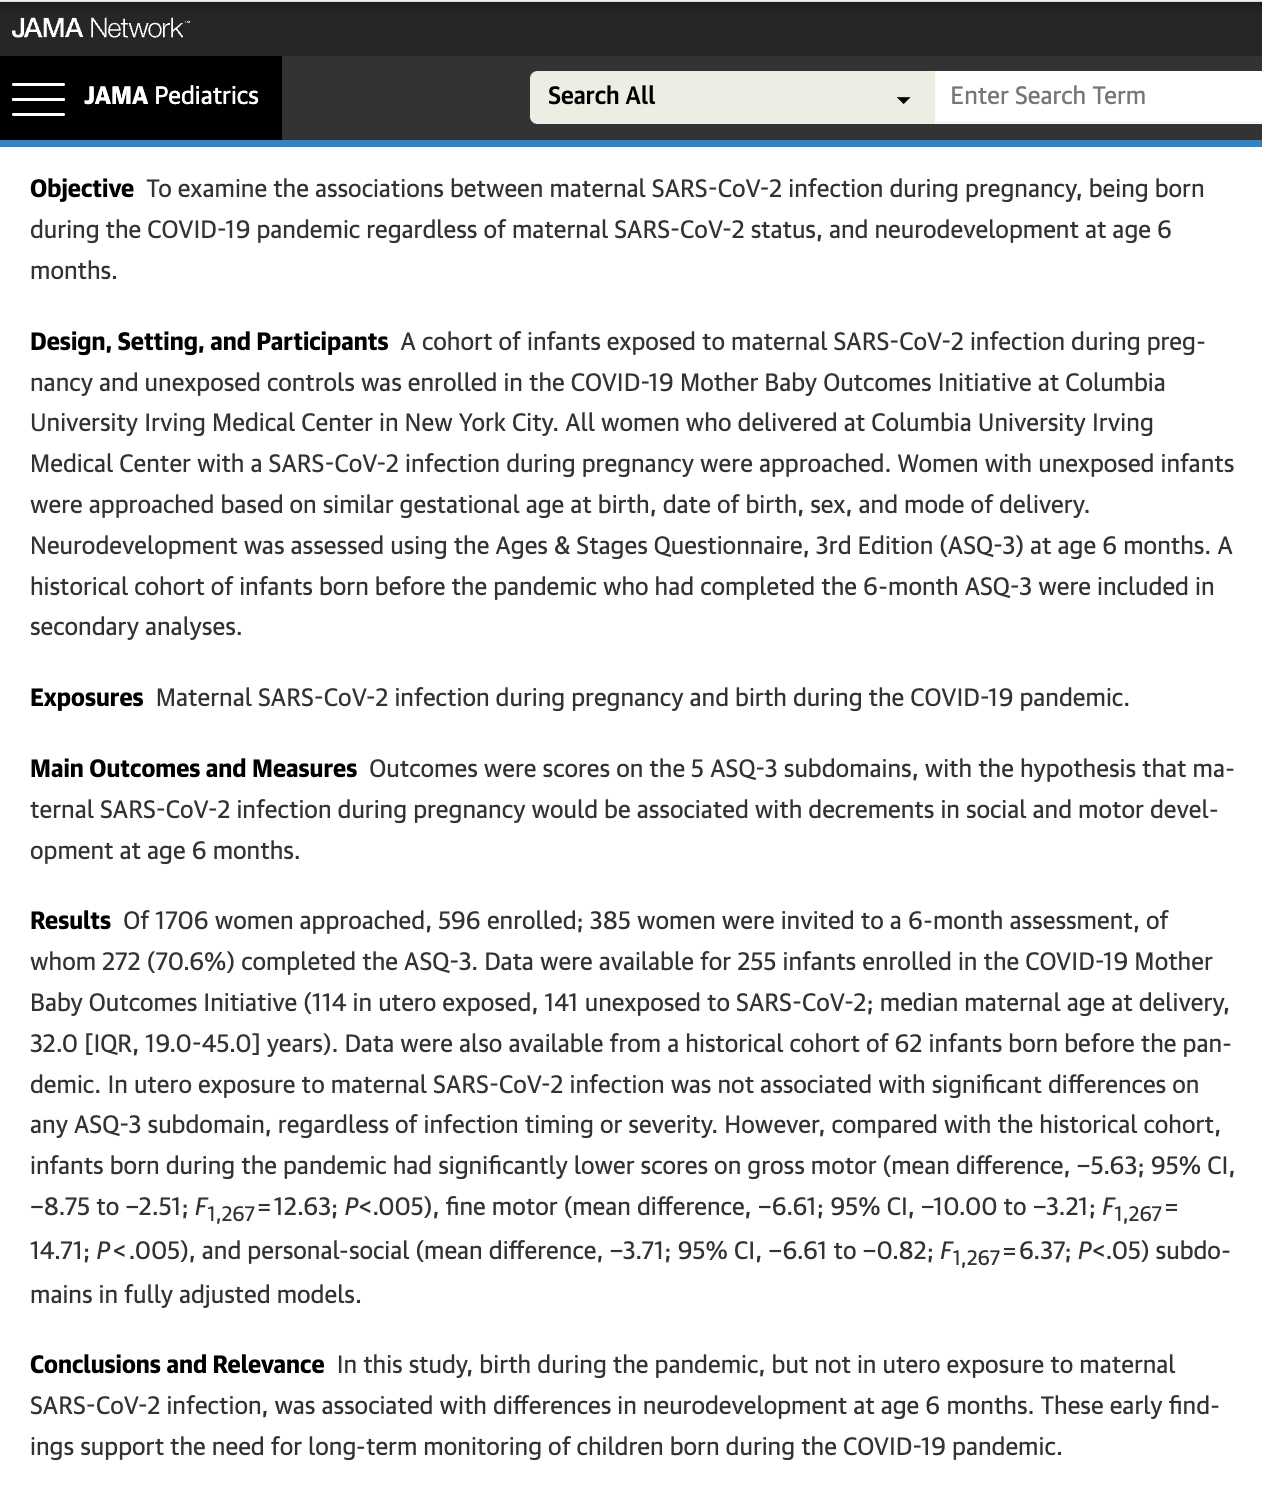 JAMA Network™
JAMA Pediatrics
Search All
Enter Search Term
Objective To examine the associations between maternal SARS-CoV-2 infection during pregnancy, being born
during the COVID-19 pandemic regardless of maternal SARS-CoV-2 status, and neurodevelopment at age 6
months.
Design, Setting, and Participants A cohort of infants exposed to maternal SARS-CoV-2 infection during preg-
nancy and unexposed controls was enrolled in the COVID-19 Mother Baby Outcomes Initiative at Columbia
University Irving Medical Center in New York City. All women who delivered at Columbia University Irving
Medical Center with a SARS-CoV-2 infection during pregnancy were approached. Women with unexposed infants
were approached based on similar gestational age at birth, date of birth, sex, and mode of delivery.
Neurodevelopment was assessed using the Ages & Stages Questionnaire, 3rd Edition (ASQ-3) at age 6 months. A
historical cohort of infants born before the pandemic who had completed the 6-month ASQ-3 were included in
secondary analyses.
Exposures Maternal SARS-CoV-2 infection during pregnancy and birth during the COVID-19 pandemic.
Main Outcomes and Measures Outcomes were scores on the 5 ASQ-3 subdomains, with the hypothesis that ma-
ternal SARS-CoV-2 infection during pregnancy would be associated with decrements in social and motor devel-
opment at age 6 months.
Results Of 1706 women approached, 596 enrolled; 385 women were invited to a 6-month assessment, of
whom 272 (70.6%) completed the ASQ-3. Data were available for 255 infants enrolled in the COVID-19 Mother
Baby Outcomes Initiative (114 in utero exposed, 141 unexposed to SARS-CoV-2; median maternal age at delivery,
32.0 [IQR, 19.0-45.0] years). Data were also available from a historical cohort of 62 infants born before the pan-
demic. In utero exposure to maternal SARS-CoV-2 infection was not associated with significant differences on
any ASQ-3 subdomain, regardless of infection timing or severity. However, compared with the historical cohort,
infants born during the pandemic had significantly lower scores on gross motor (mean difference, −5.63; 95% CI,
−8.75 to −2.51; F1,267=12.63; P<.005), fine motor (mean difference, −6.61; 95% CI, −10.00 to −3.21; F1,267=
14.71; P<.005), and personal-social (mean difference, −3.71; 95% CI, −6.61 to −0.82; F1,267=6.37; P<.05) subdo-
mains in fully adjusted models.
Conclusions and Relevance In this study, birth during the pandemic, but not in utero exposure to maternal
SARS-CoV-2 infection, was associated with differences in neurodevelopment at age 6 months. These early find-
ings support the need for long-term monitoring of children born during the COVID-19 pandemic.